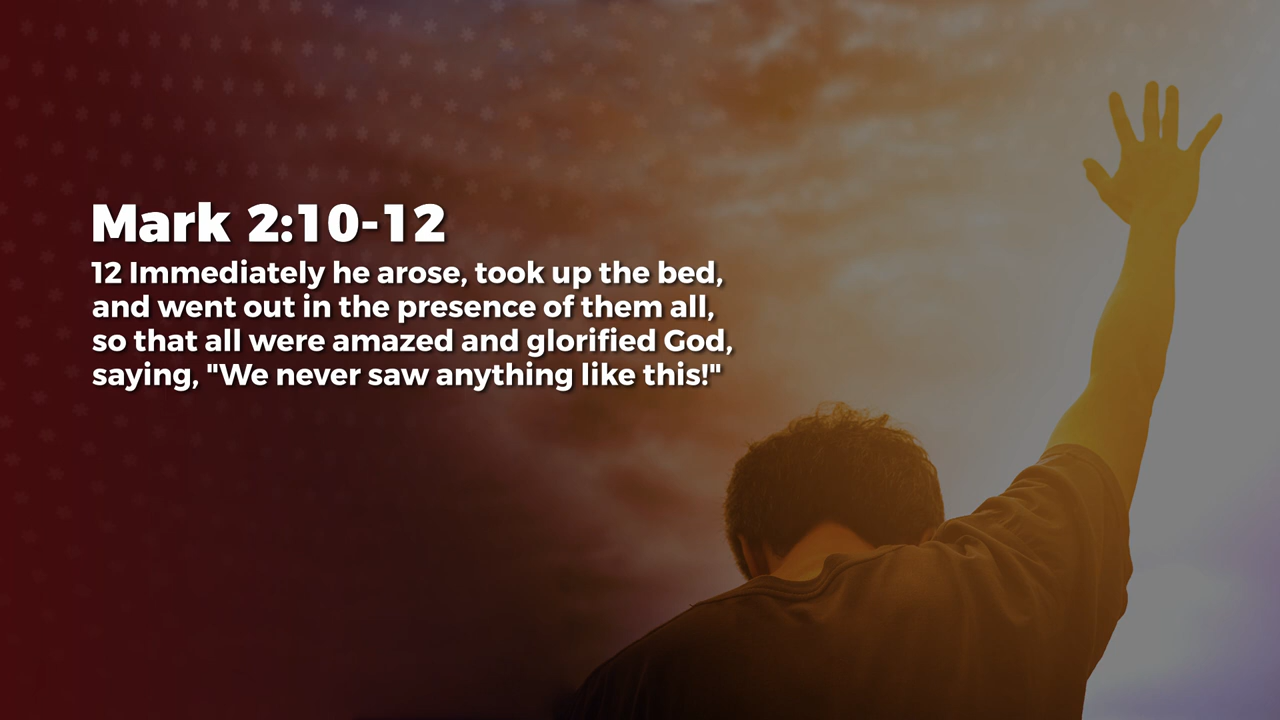 Mark 2:10-12
12 Immediately he arose, took up the bed,
and went out in the presence of them all,
so that all were amazed and glorified God,
saying, "We never saw anything like this!"